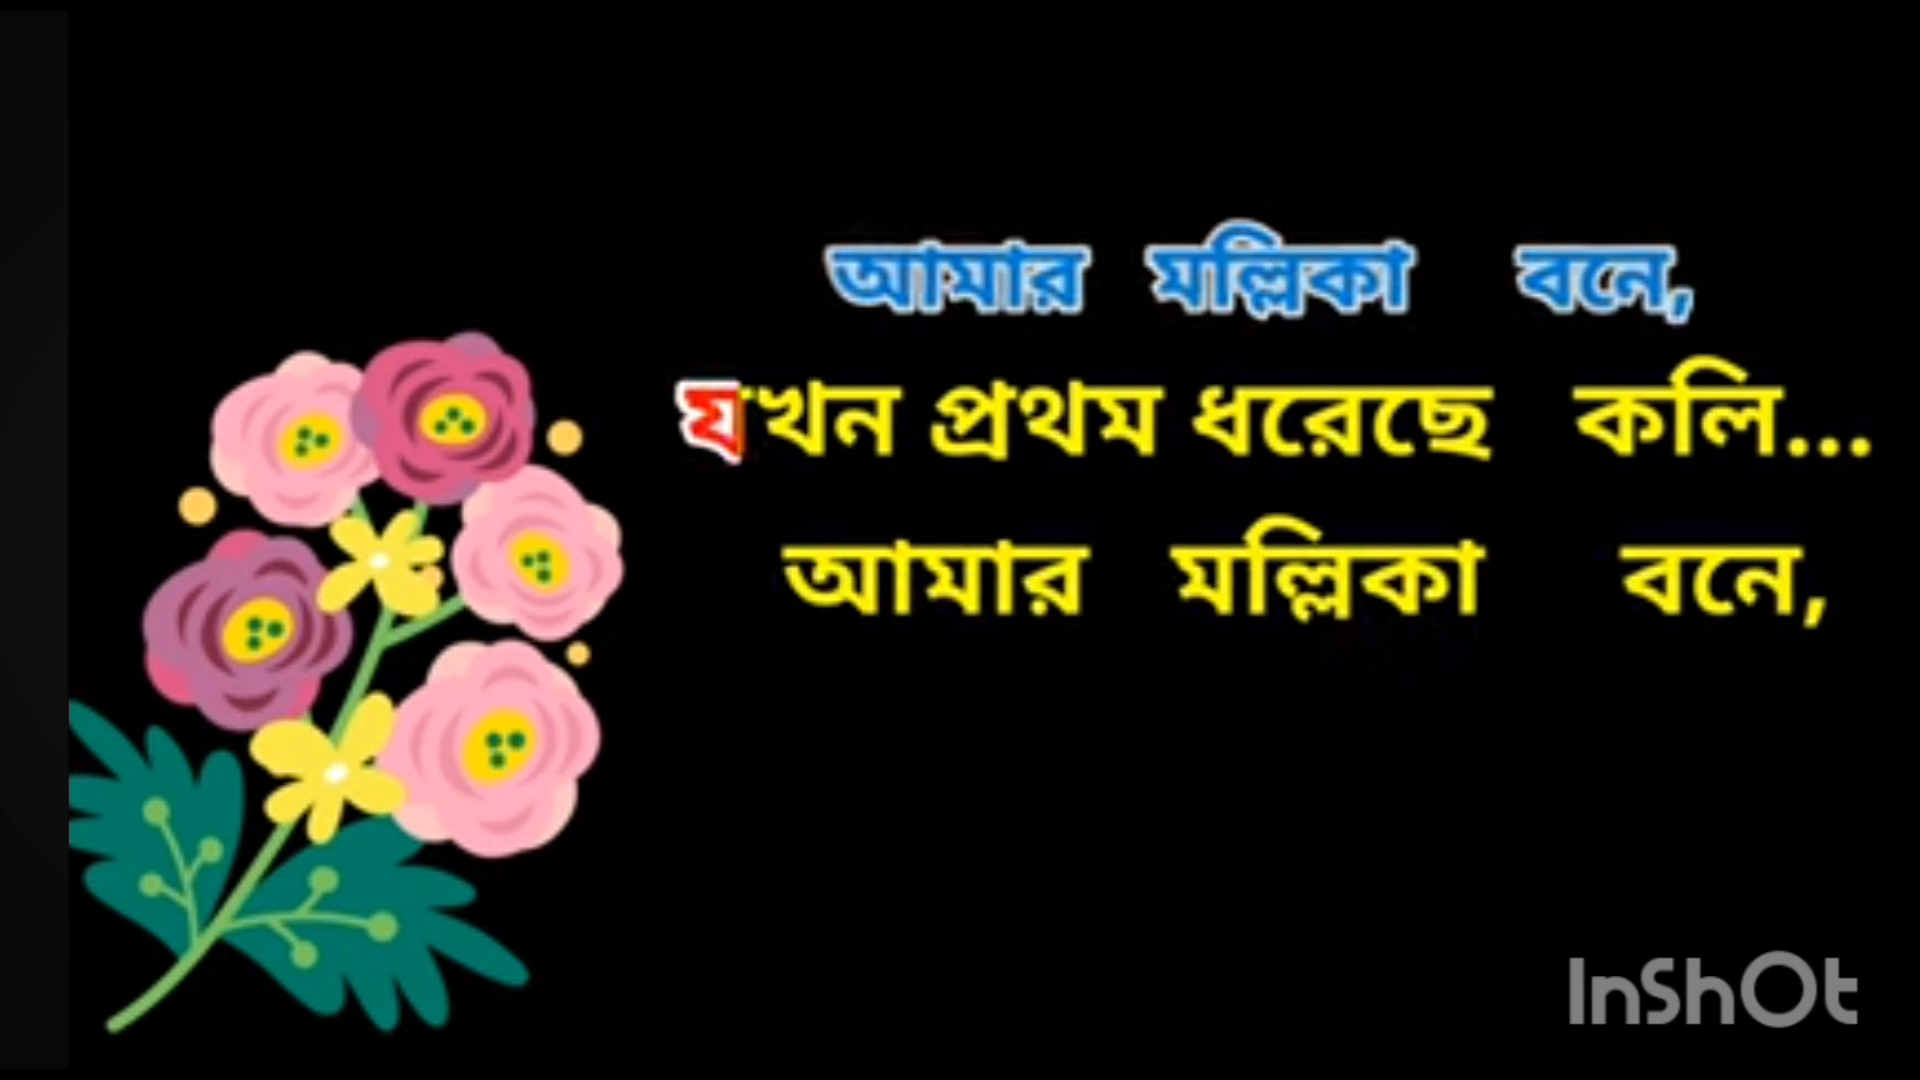 আমার মল্লিকা বনে,
যখন প্রথম ধরেছে কলি...
আমার মল্লিকা বনে,
InShOt